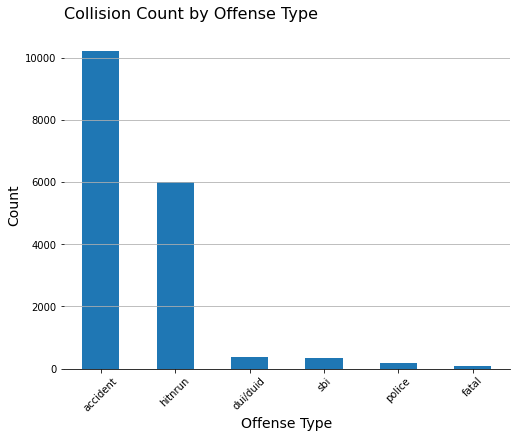 Collision Count by Offense Type
Count
10000
8000
6000
4000
2000
0
accident
hitnrun
dui/duid
sbi
police
fatal
Offense Type